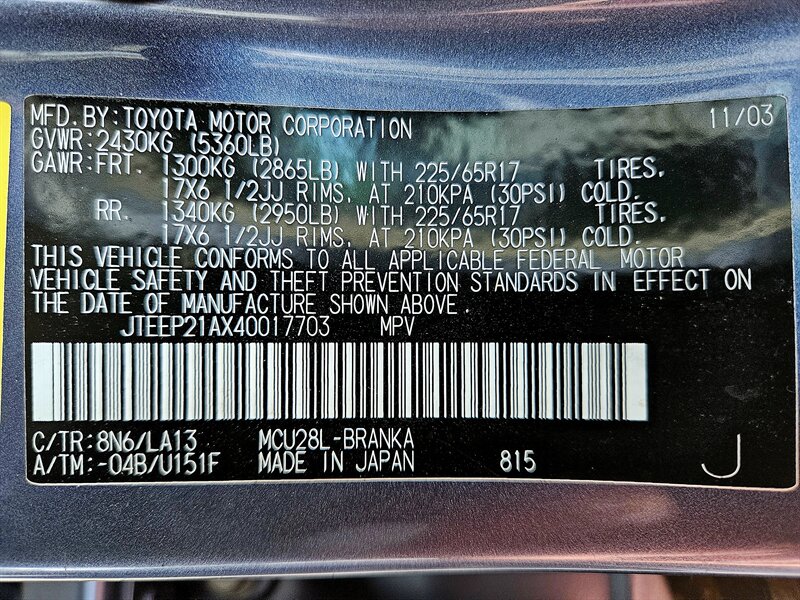 MFD. BY: TOYOTA MOTOR CORPORATION 11/03
GVWR: 2430KG (5360LB)
GAWR: FRT. 1300KG (2865LB) WITH 225/65R17 TIRES,
17X6 1/2JJ RIMS, AT 210KPA (30PSI) COLD.
RR. 1340KG (2950LB) WITH 225/65R17 TIRES,
17X6 1/2JJ RIMS, AT 210KPA (30PSI) COLD.
THIS VEHICLE CONFORMS TO ALL APPLICABLE FEDERAL MOTOR
VEHICLE SAFETY AND THEFT PREVENTION STANDARDS IN EFFECT ON
THE DATE OF MANUFACTURE SHOWN ABOVE.
JTEEP21AX40017703 MPV
C/TR: 8N6/LA13 MCU28L-BRANKA
A/TM: -04B/U151F MADE IN JAPAN 815 J